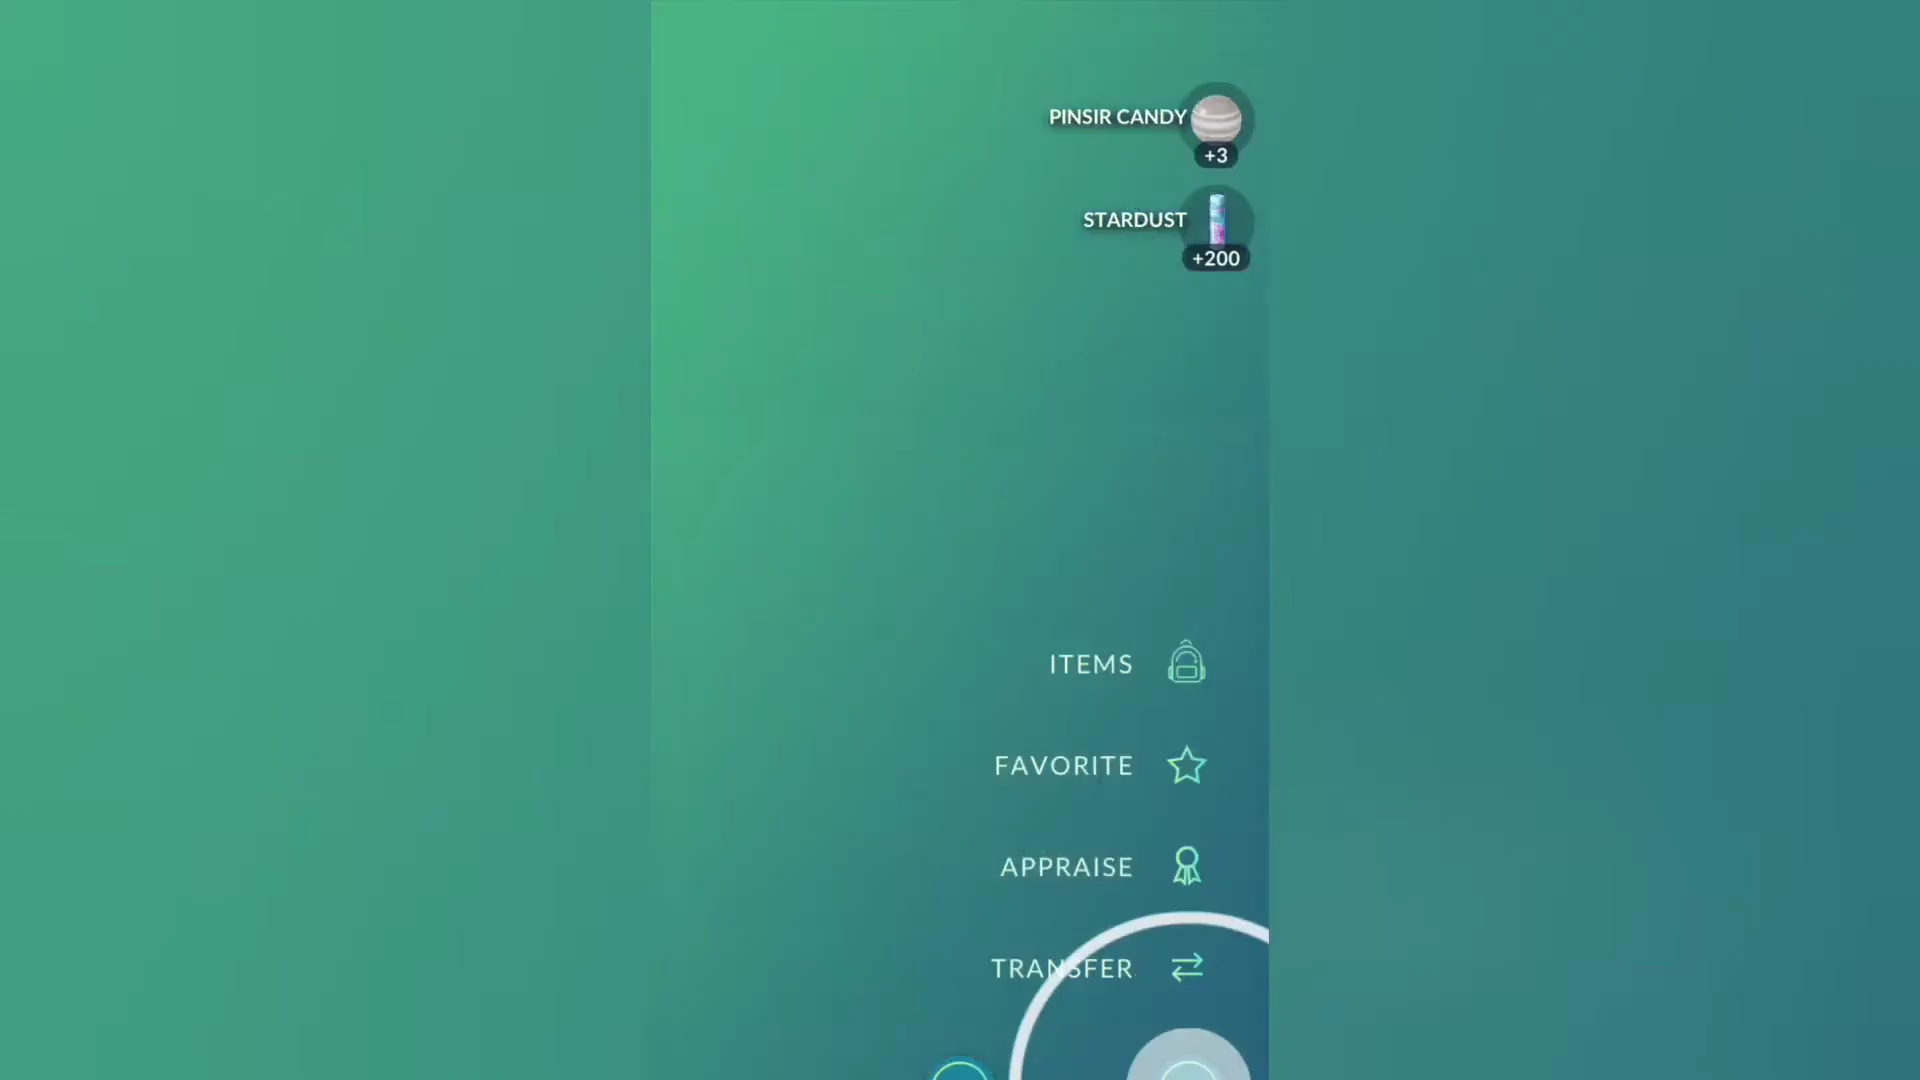 PINSIR CANDY
+3
STARDUST
+200
ITEMS
FAVORITE
APPRAISE
TRANSFER